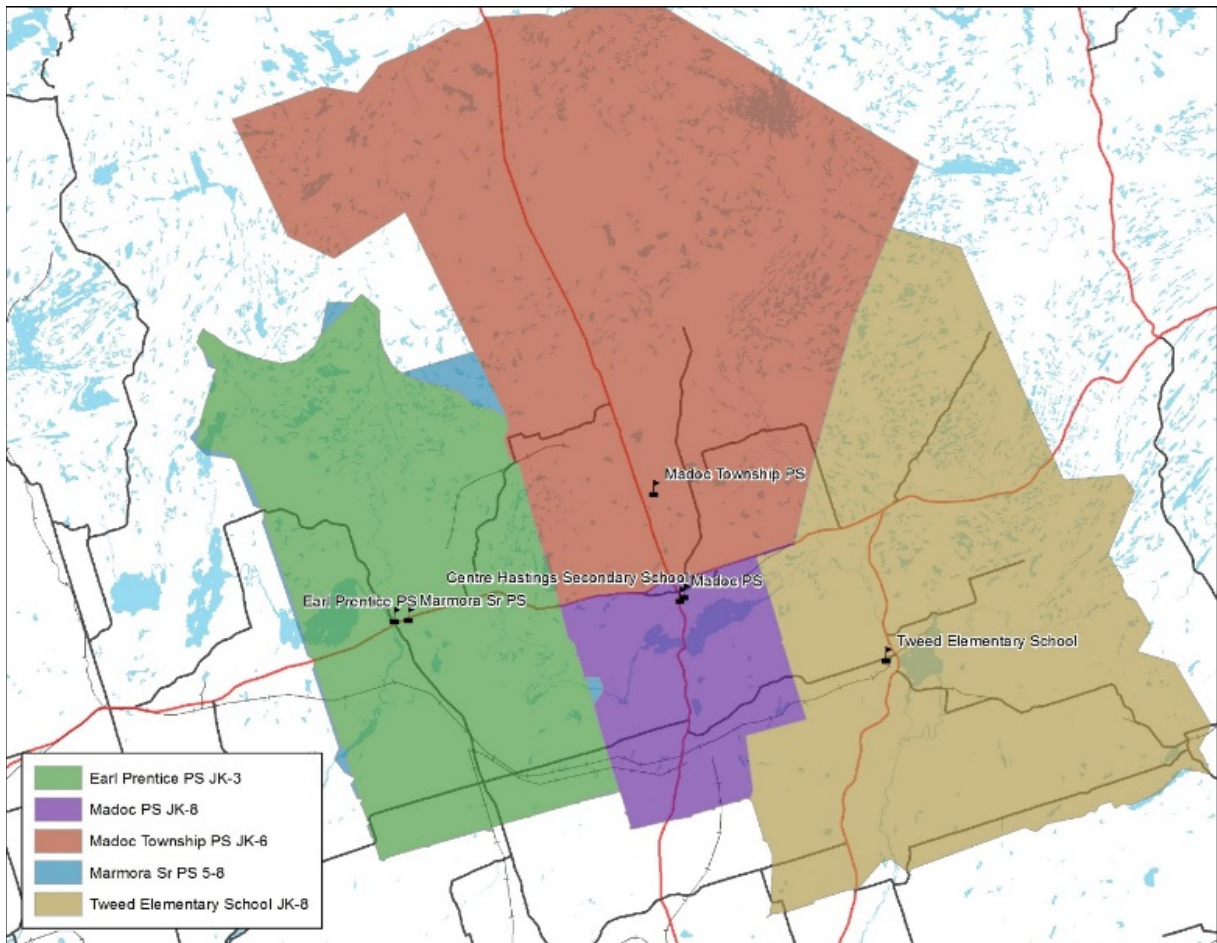 Madoc Township PS
Centre Hastings Secondary School
Madoc PS
Earl Prentice PS
Marmora Sr PS
Tweed Elementary School
Earl Prentice PS JK-3
Madoc PS JK-8
Madoc Township PS JK-6
Marmora Sr PS 5-8
Tweed Elementary School JK-8